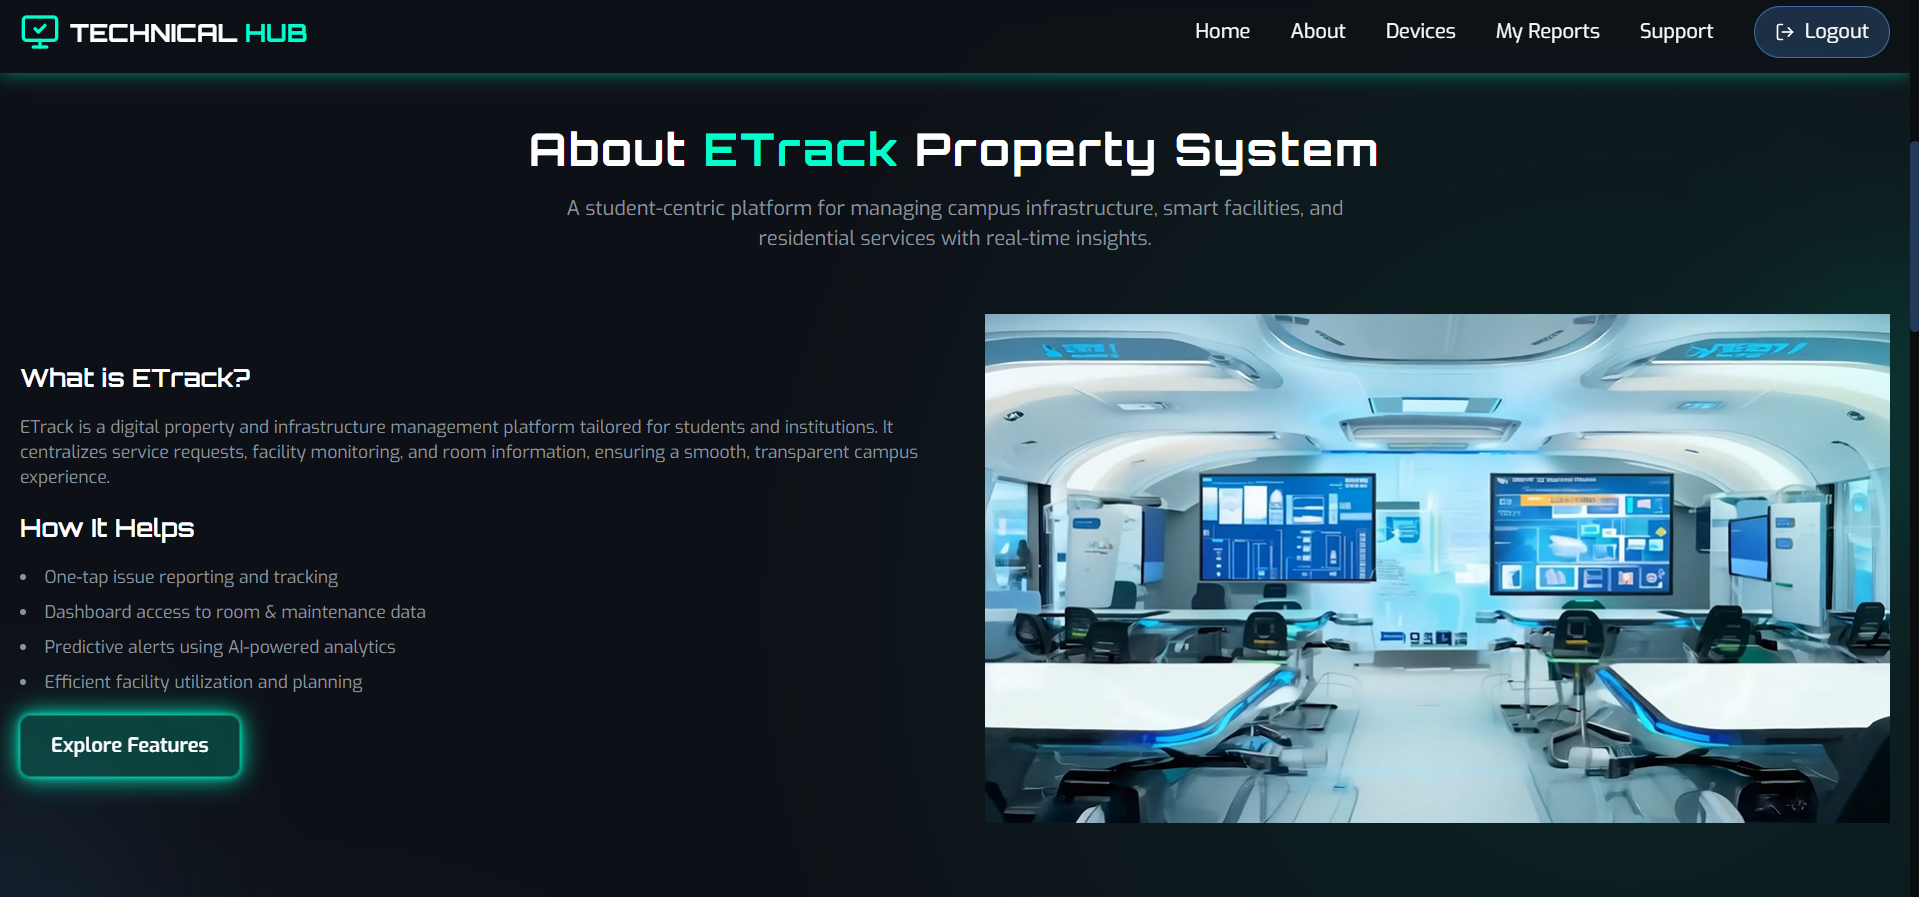 TECHNICAL HUB
Home
About
Devices
My Reports
Support
Logout
About ETrack Property System
A student-centric platform for managing campus infrastructure, smart facilities, and
residential services with real-time insights.
What is ETrack?
ETrack is a digital property and infrastructure management platform tailored for students and institutions. It
centralizes service requests, facility monitoring, and room information, ensuring a smooth, transparent campus
experience.
How It Helps
One-tap issue reporting and tracking
Dashboard access to room & maintenance data
Predictive alerts using AI-powered analytics
Efficient facility utilization and planning
Explore Features